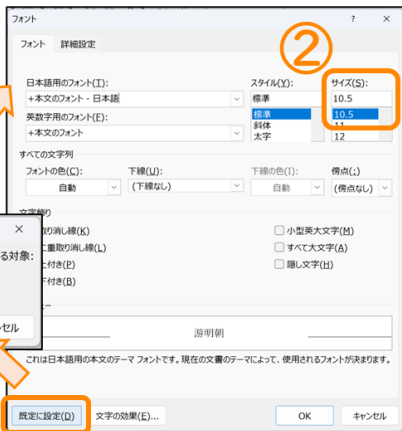 フォント ? ×
フォント 詳細設定
②
日本語用のフォント(T): スタイル(Y): サイズ(S):
+本文のフォント - 日本語 標準 10.5
英数字用のフォント(F): 標準 10.5
+本文のフォント 斜体 11
太字 12
すべての文字列
フォントの色(C): 下線(U): 下線の色(I): 傍点(:)
自動 (下線なし) 自動 (傍点なし)
文字飾り
取り消し線(K) 小型英大文字(M)
二重取り消し線(L) すべて大文字(A)
付き(P) 隠し文字(H)
下付き(B)
×
る対象:
セル
游明朝
これは日本語用の本文のテーマ フォントです。現在の文書のテーマによって、使用されるフォントが決まります。
既定に設定(D) 文字の効果(E)... OK キャンセル